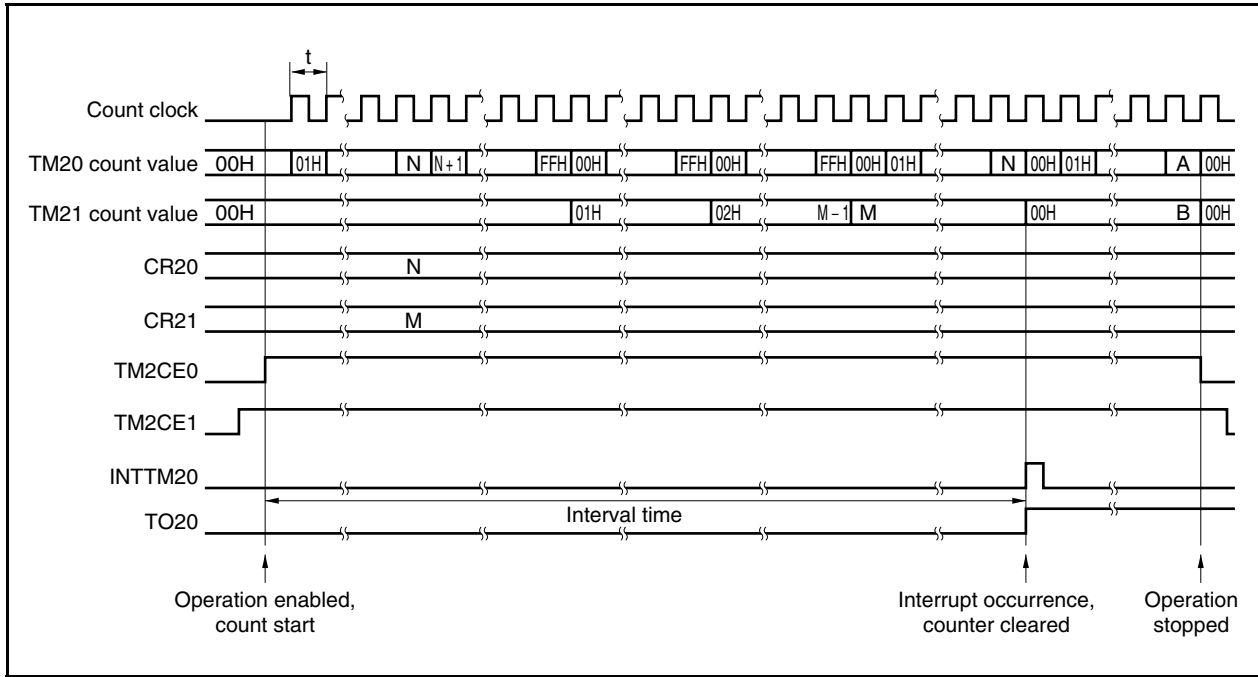 t
Count clock
TM20 count value 00H 01H N N + 1 FFH 00H FFH 00H FFH 00H 01H N 00H 01H A 00H
TM21 count value 00H 01H 02H M – 1 M 00H B 00H
CR20 N
CR21 M
TM2CE0
TM2CE1
INTTM20
Interval time
TO20
Operation enabled,
count start
Interrupt occurrence,
counter cleared
Operation
stopped